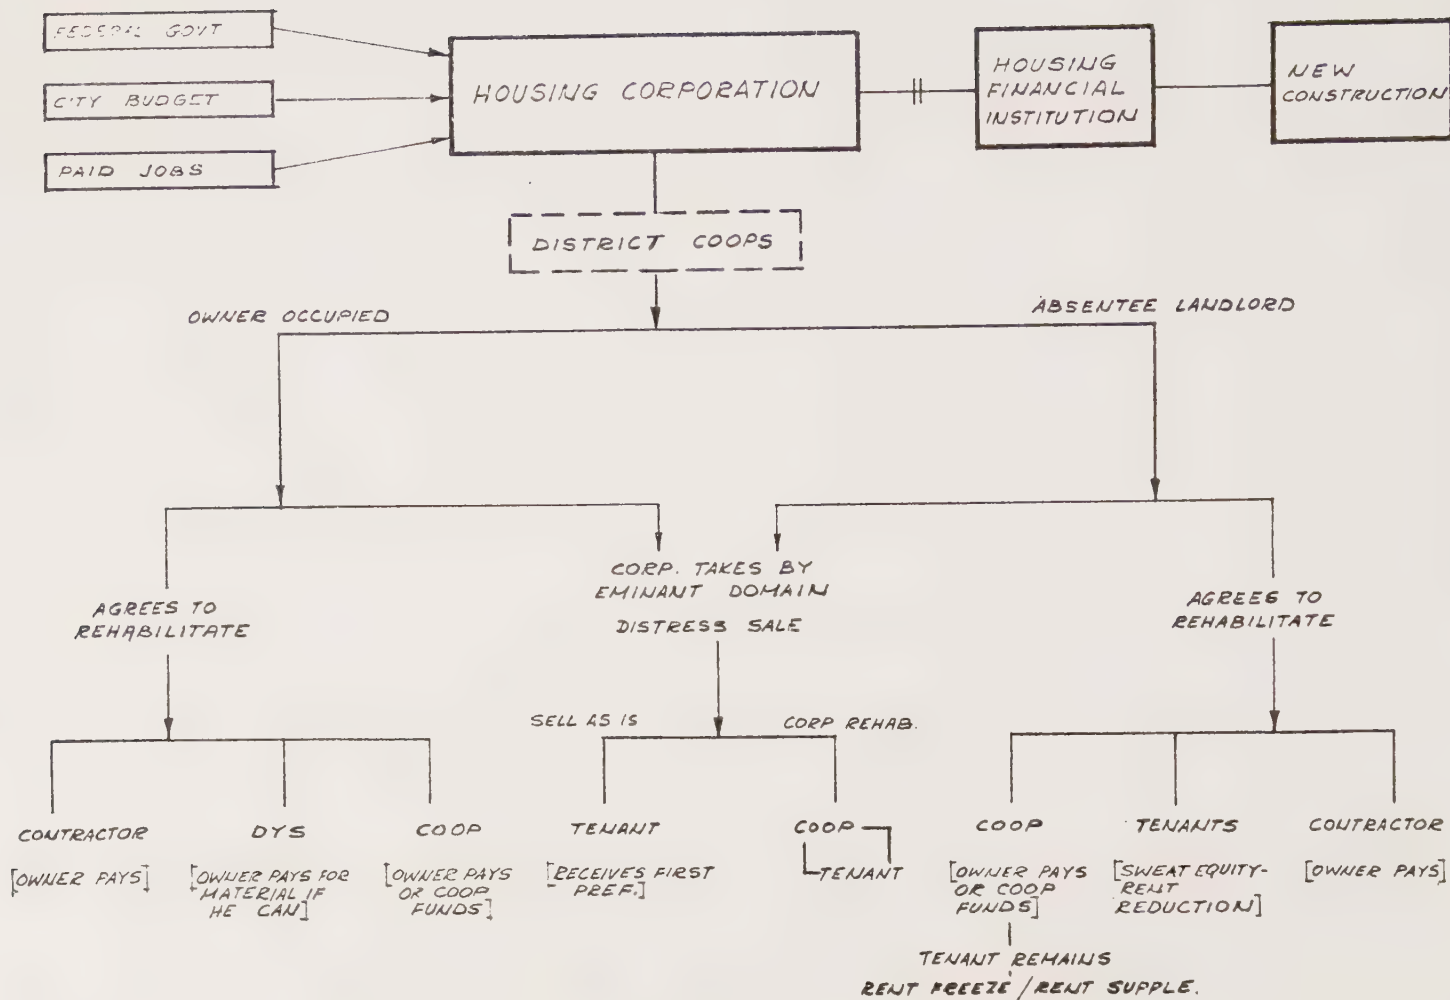 FEDERAL GOVT
CITY BUDGET
PAID JOBS
HOUSING CORPORATION
HOUSING
FINANCIAL
INSTITUTION
NEW
CONSTRUCTION
DISTRICT COOPS
OWNER OCCUPIED
ABSENTEE LANDLORD
AGREES TO
REHABILITATE
CORP. TAKES BY
EMINANT DOMAIN
DISTRESS SALE
AGREES TO
REHABILITATE
SELL AS IS
CORP REHAB.
CONTRACTOR
[OWNER PAYS]
DYS
[OWNER PAYS FOR
MATERIAL IF
HE CAN]
COOP
[OWNER PAYS
OR COOP
FUNDS]
TENANT
[RECEIVES FIRST
PREF.]
COOP
TENANT
COOP
[OWNER PAYS
OR COOP
FUNDS]
TENANT REMAINS
RENT FREEZE / RENT SUPPLE.
TENANTS
[SWEAT EQUITY-
RENT
REDUCTION]
CONTRACTOR
[OWNER PAYS]